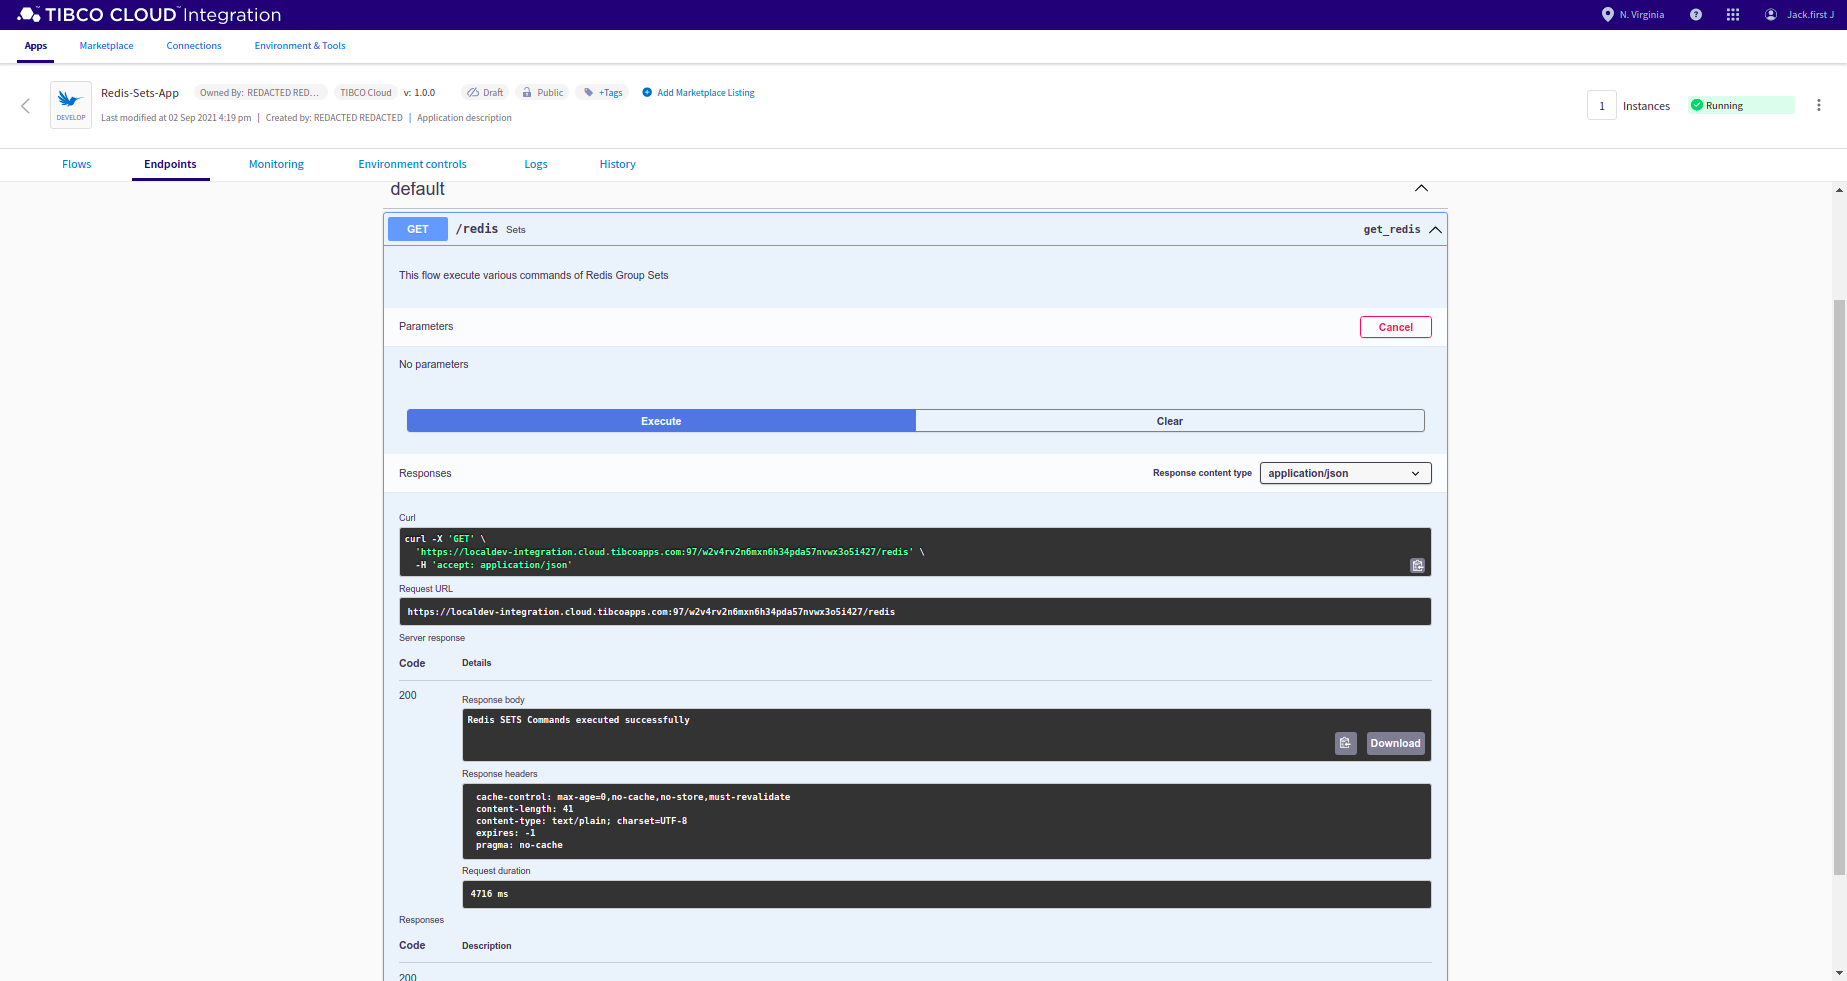 TIBCO CLOUD™ Integration
N. Virginia
?
Jack.first J
Apps
Marketplace
Connections
Environment & Tools
DEVELOP
Redis-Sets-App
Owned By: REDACTED RED...
TIBCO Cloud
v: 1.0.0
Draft
Public
+Tags
Add Marketplace Listing
Last modified at 02 Sep 2021 4:19 pm | Created by: REDACTED REDACTED | Application description
1
Instances
Running
Flows
Endpoints
Monitoring
Environment controls
Logs
History
default
GET
/redis
Sets
get_redis
This flow execute various commands of Redis Group Sets
Parameters
Cancel
No parameters
Execute
Clear
Responses
Response content type
application/json
Curl
curl -X 'GET' \
'https://localdev-integration.cloud.tibcoapps.com:97/w2v4rv2n6mxn6h34pda57nvwx3o5i427/redis' \
-H 'accept: application/json'
Request URL
https://localdev-integration.cloud.tibcoapps.com:97/w2v4rv2n6mxn6h34pda57nvwx3o5i427/redis
Server response
Code
Details
200
Response body
Redis SETS Commands executed successfully
Download
Response headers
cache-control: max-age=0,no-cache,no-store,must-revalidate
content-length: 41
content-type: text/plain; charset=UTF-8
expires: -1
pragma: no-cache
Request duration
4716 ms
Responses
Code
Description
200